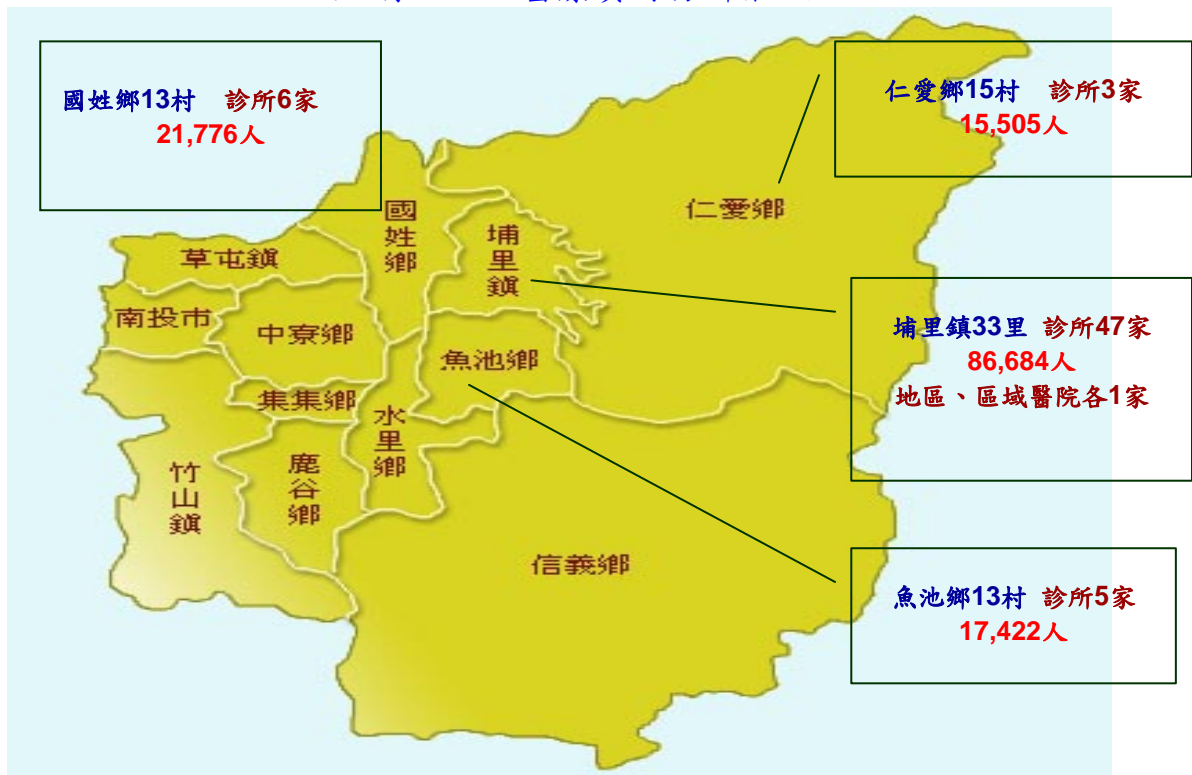 國姓鄉13村 診所6家
21,776人
仁愛鄉15村 診所3家
15,505人
埔里鎮33里 診所47家
86,684人
地區、區域醫院各1家
魚池鄉13村 診所5家
17,422人
國姓鄉
埔里鎮
仁愛鄉
草屯鎮
南投市
中寮鄉
魚池鄉
集集鄉
水里鄉
竹山鎮
鹿谷鄉
信義鄉